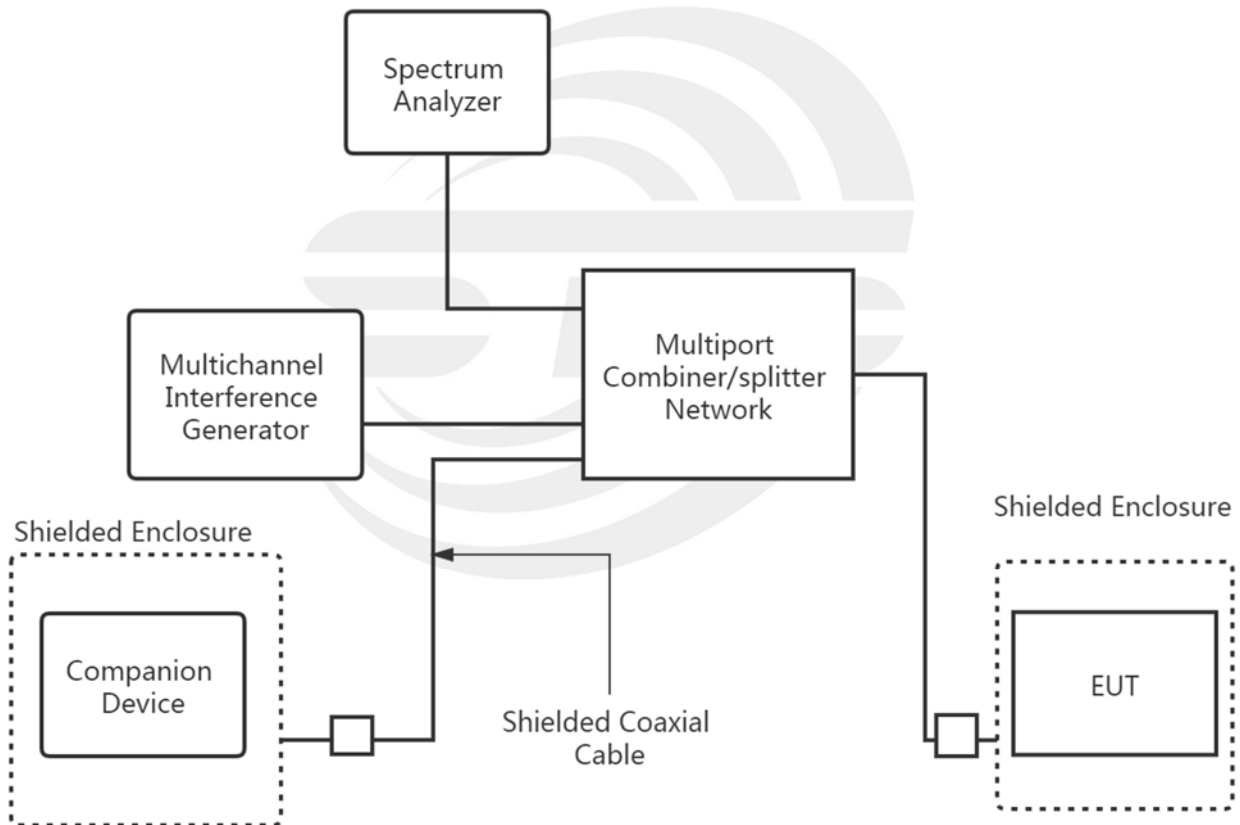 Spectrum
Analyzer
Multichannel
Interference
Generator
Multiport
Combiner/splitter
Network
Shielded Enclosure
Shielded Enclosure
Companion
Device
EUT
Shielded Coaxial
Cable